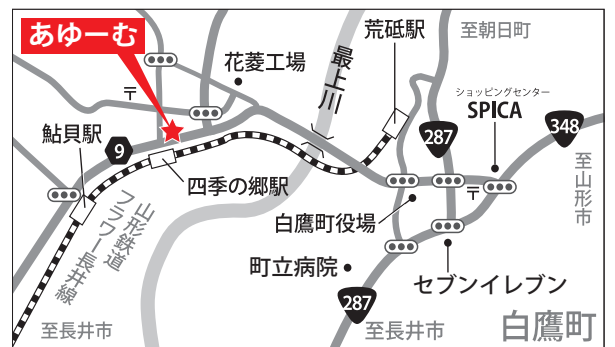 あゆーむ
花菱工場
最上川
荒砥駅
至朝日町
ショッピングセンター
SPICA
348
287
至山形市
〒
鮎貝駅
9
四季の郷駅
山形鉄道
フラワー長井線
白鷹町役場
〒
町立病院
セブンイレブン
287
至長井市
至長井市
白鷹町